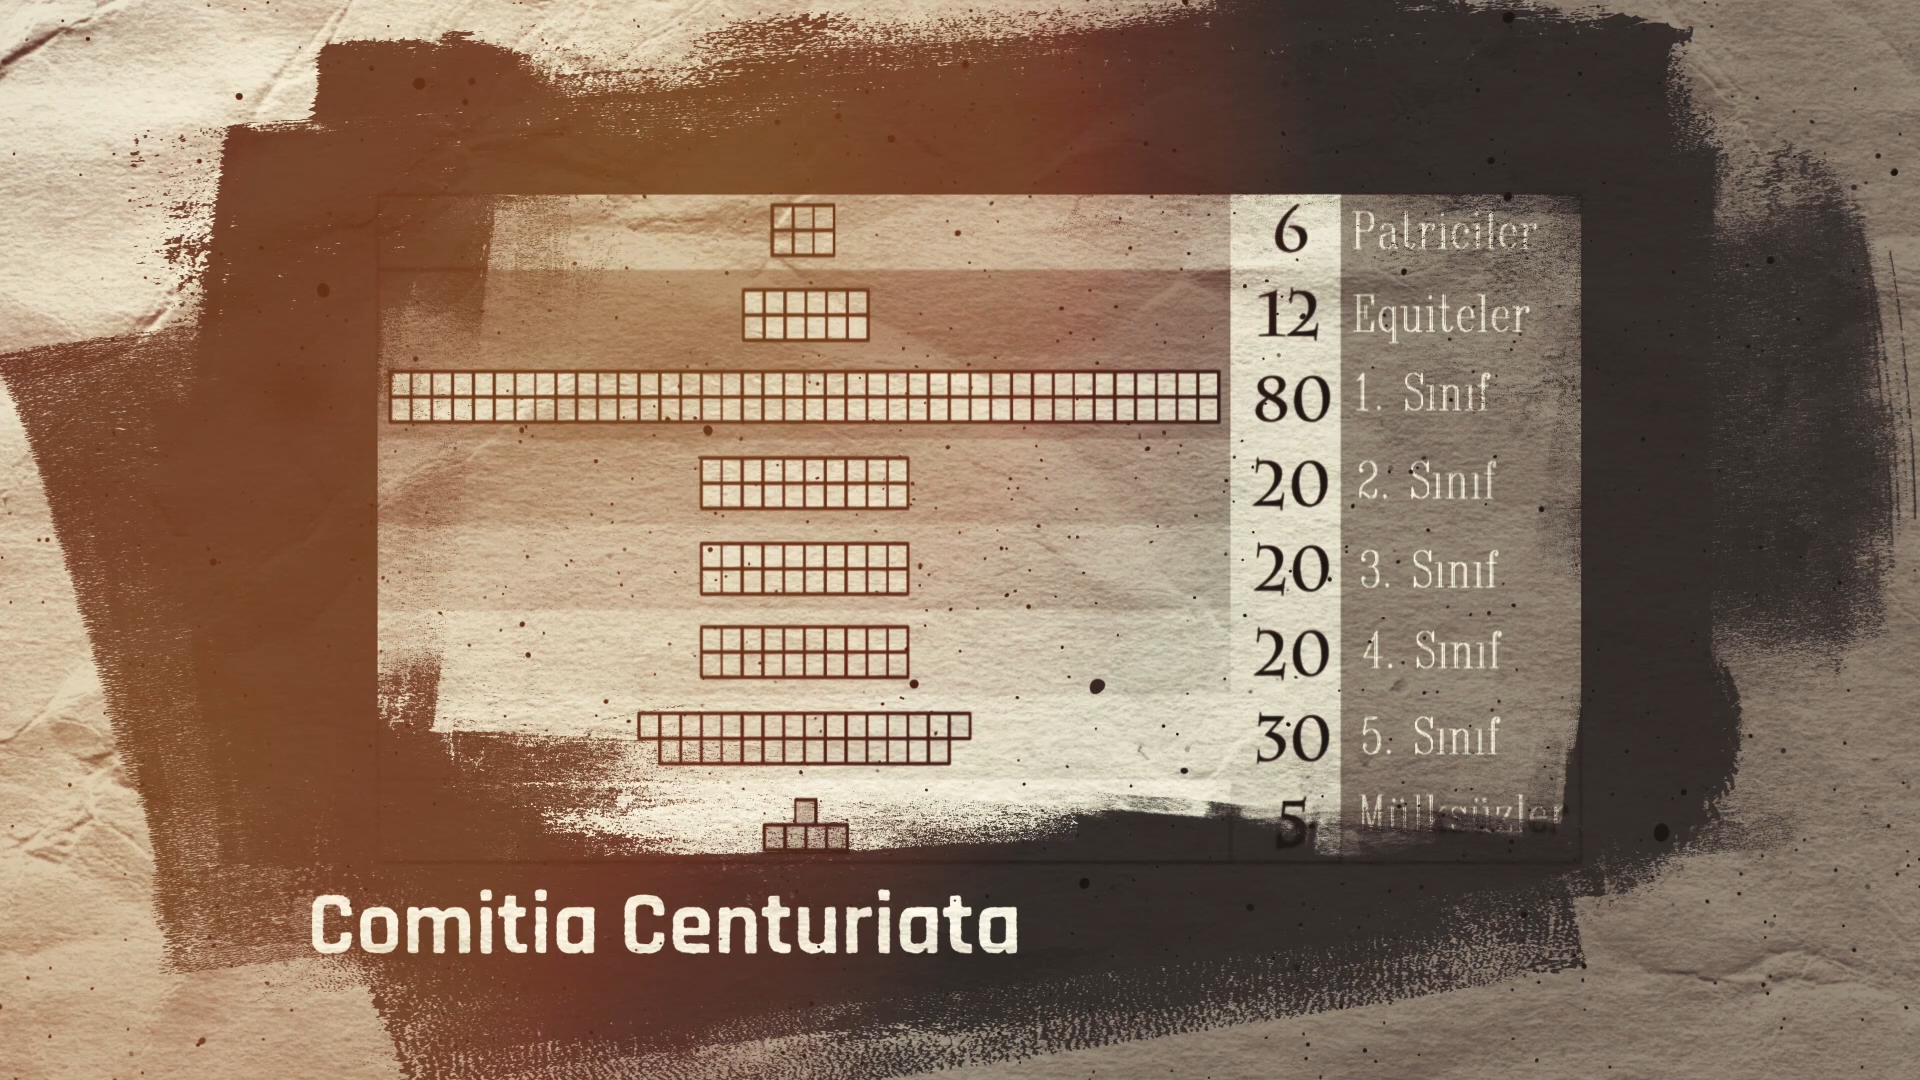 6 Patriciler
12 Equiteler
80 1. Sınıf
20 2. Sınıf
20 3. Sınıf
20 4. Sınıf
30 5. Sınıf
5 Mülksüzler
Comitia Centuriata